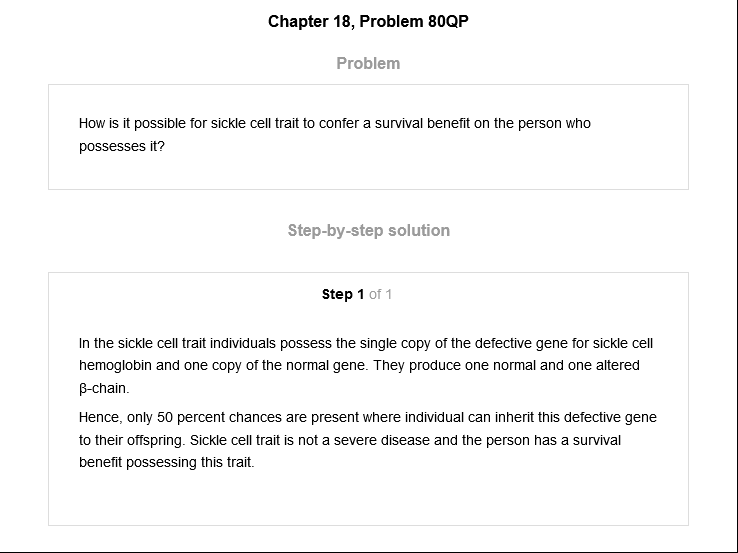 Chapter 18, Problem 80QP
Problem
How is it possible for sickle cell trait to confer a survival benefit on the person who
possesses it?
Step-by-step solution
Step 1 of 1
In the sickle cell trait individuals possess the single copy of the defective gene for sickle cell
hemoglobin and one copy of the normal gene. They produce one normal and one altered
β-chain.
Hence, only 50 percent chances are present where individual can inherit this defective gene
to their offspring. Sickle cell trait is not a severe disease and the person has a survival
benefit possessing this trait.